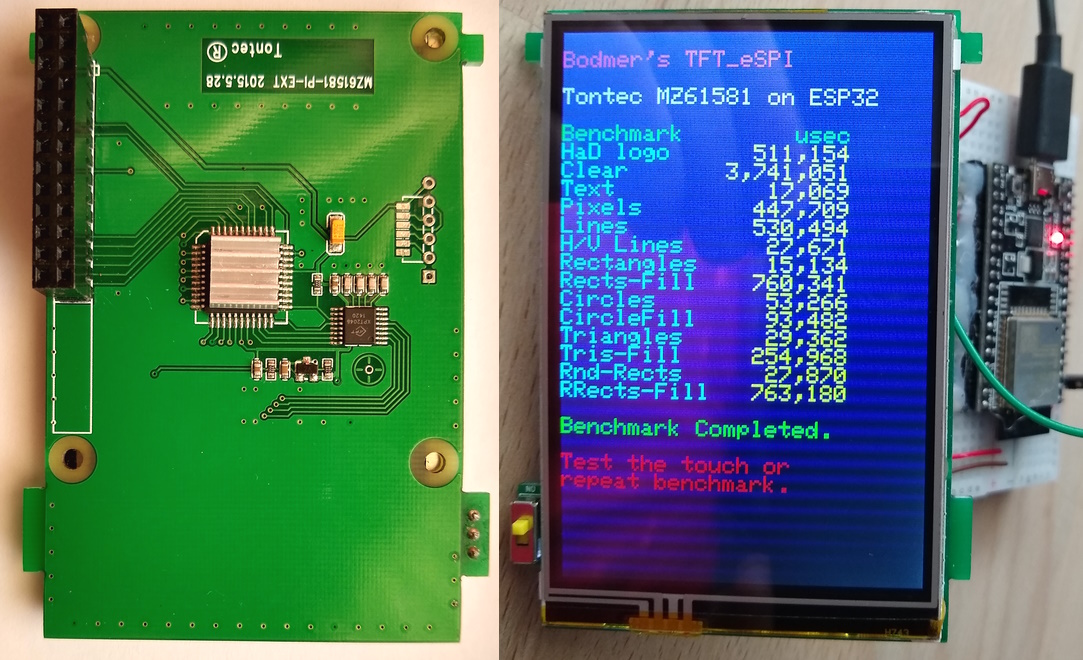 Tontec ®
MZ61581-PI-EXT 2015.5.28
Bodmer's TFT_eSPI
Tontec MZ61581 on ESP32
Benchmark usec
HaD logo 511,154
Clear 3,741,051
Text 17,069
Pixels 447,709
Lines 530,494
H/V Lines 27,671
Rectangles 15,134
Rects-Fill 760,341
Circles 53,266
CircleFill 93,482
Triangles 29,362
Tris-Fill 254,968
Rnd-Rects 27,870
RRects-Fill 763,180
Benchmark Completed.
Test the touch or
repeat benchmark.